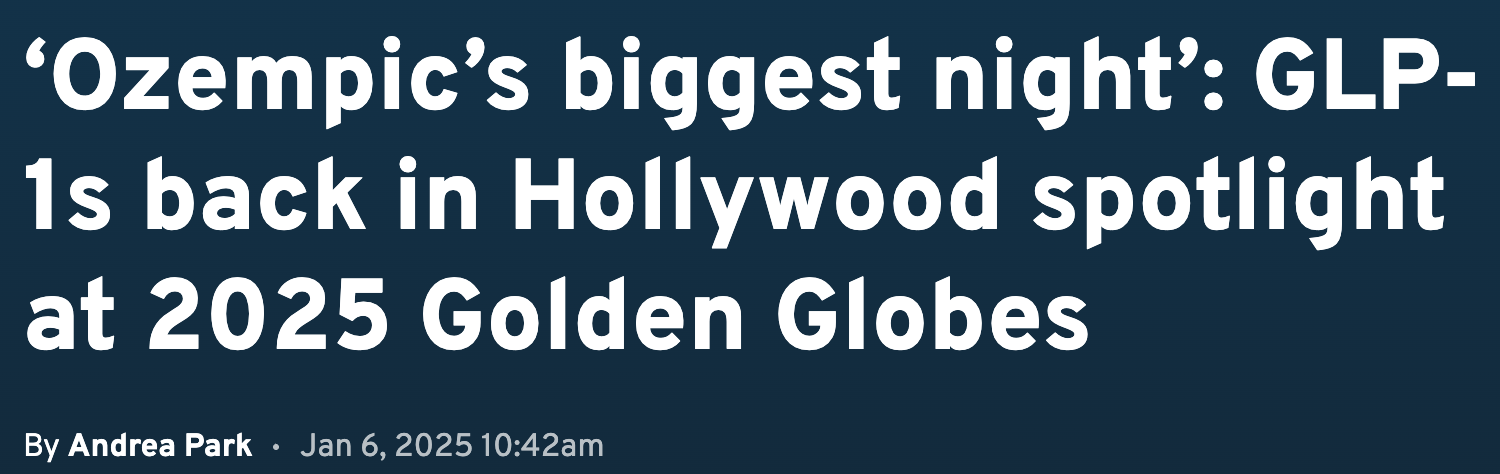 ‘Ozempic’s biggest night’: GLP-
1s back in Hollywood spotlight
at 2025 Golden Globes
By Andrea Park · Jan 6, 2025 10:42am